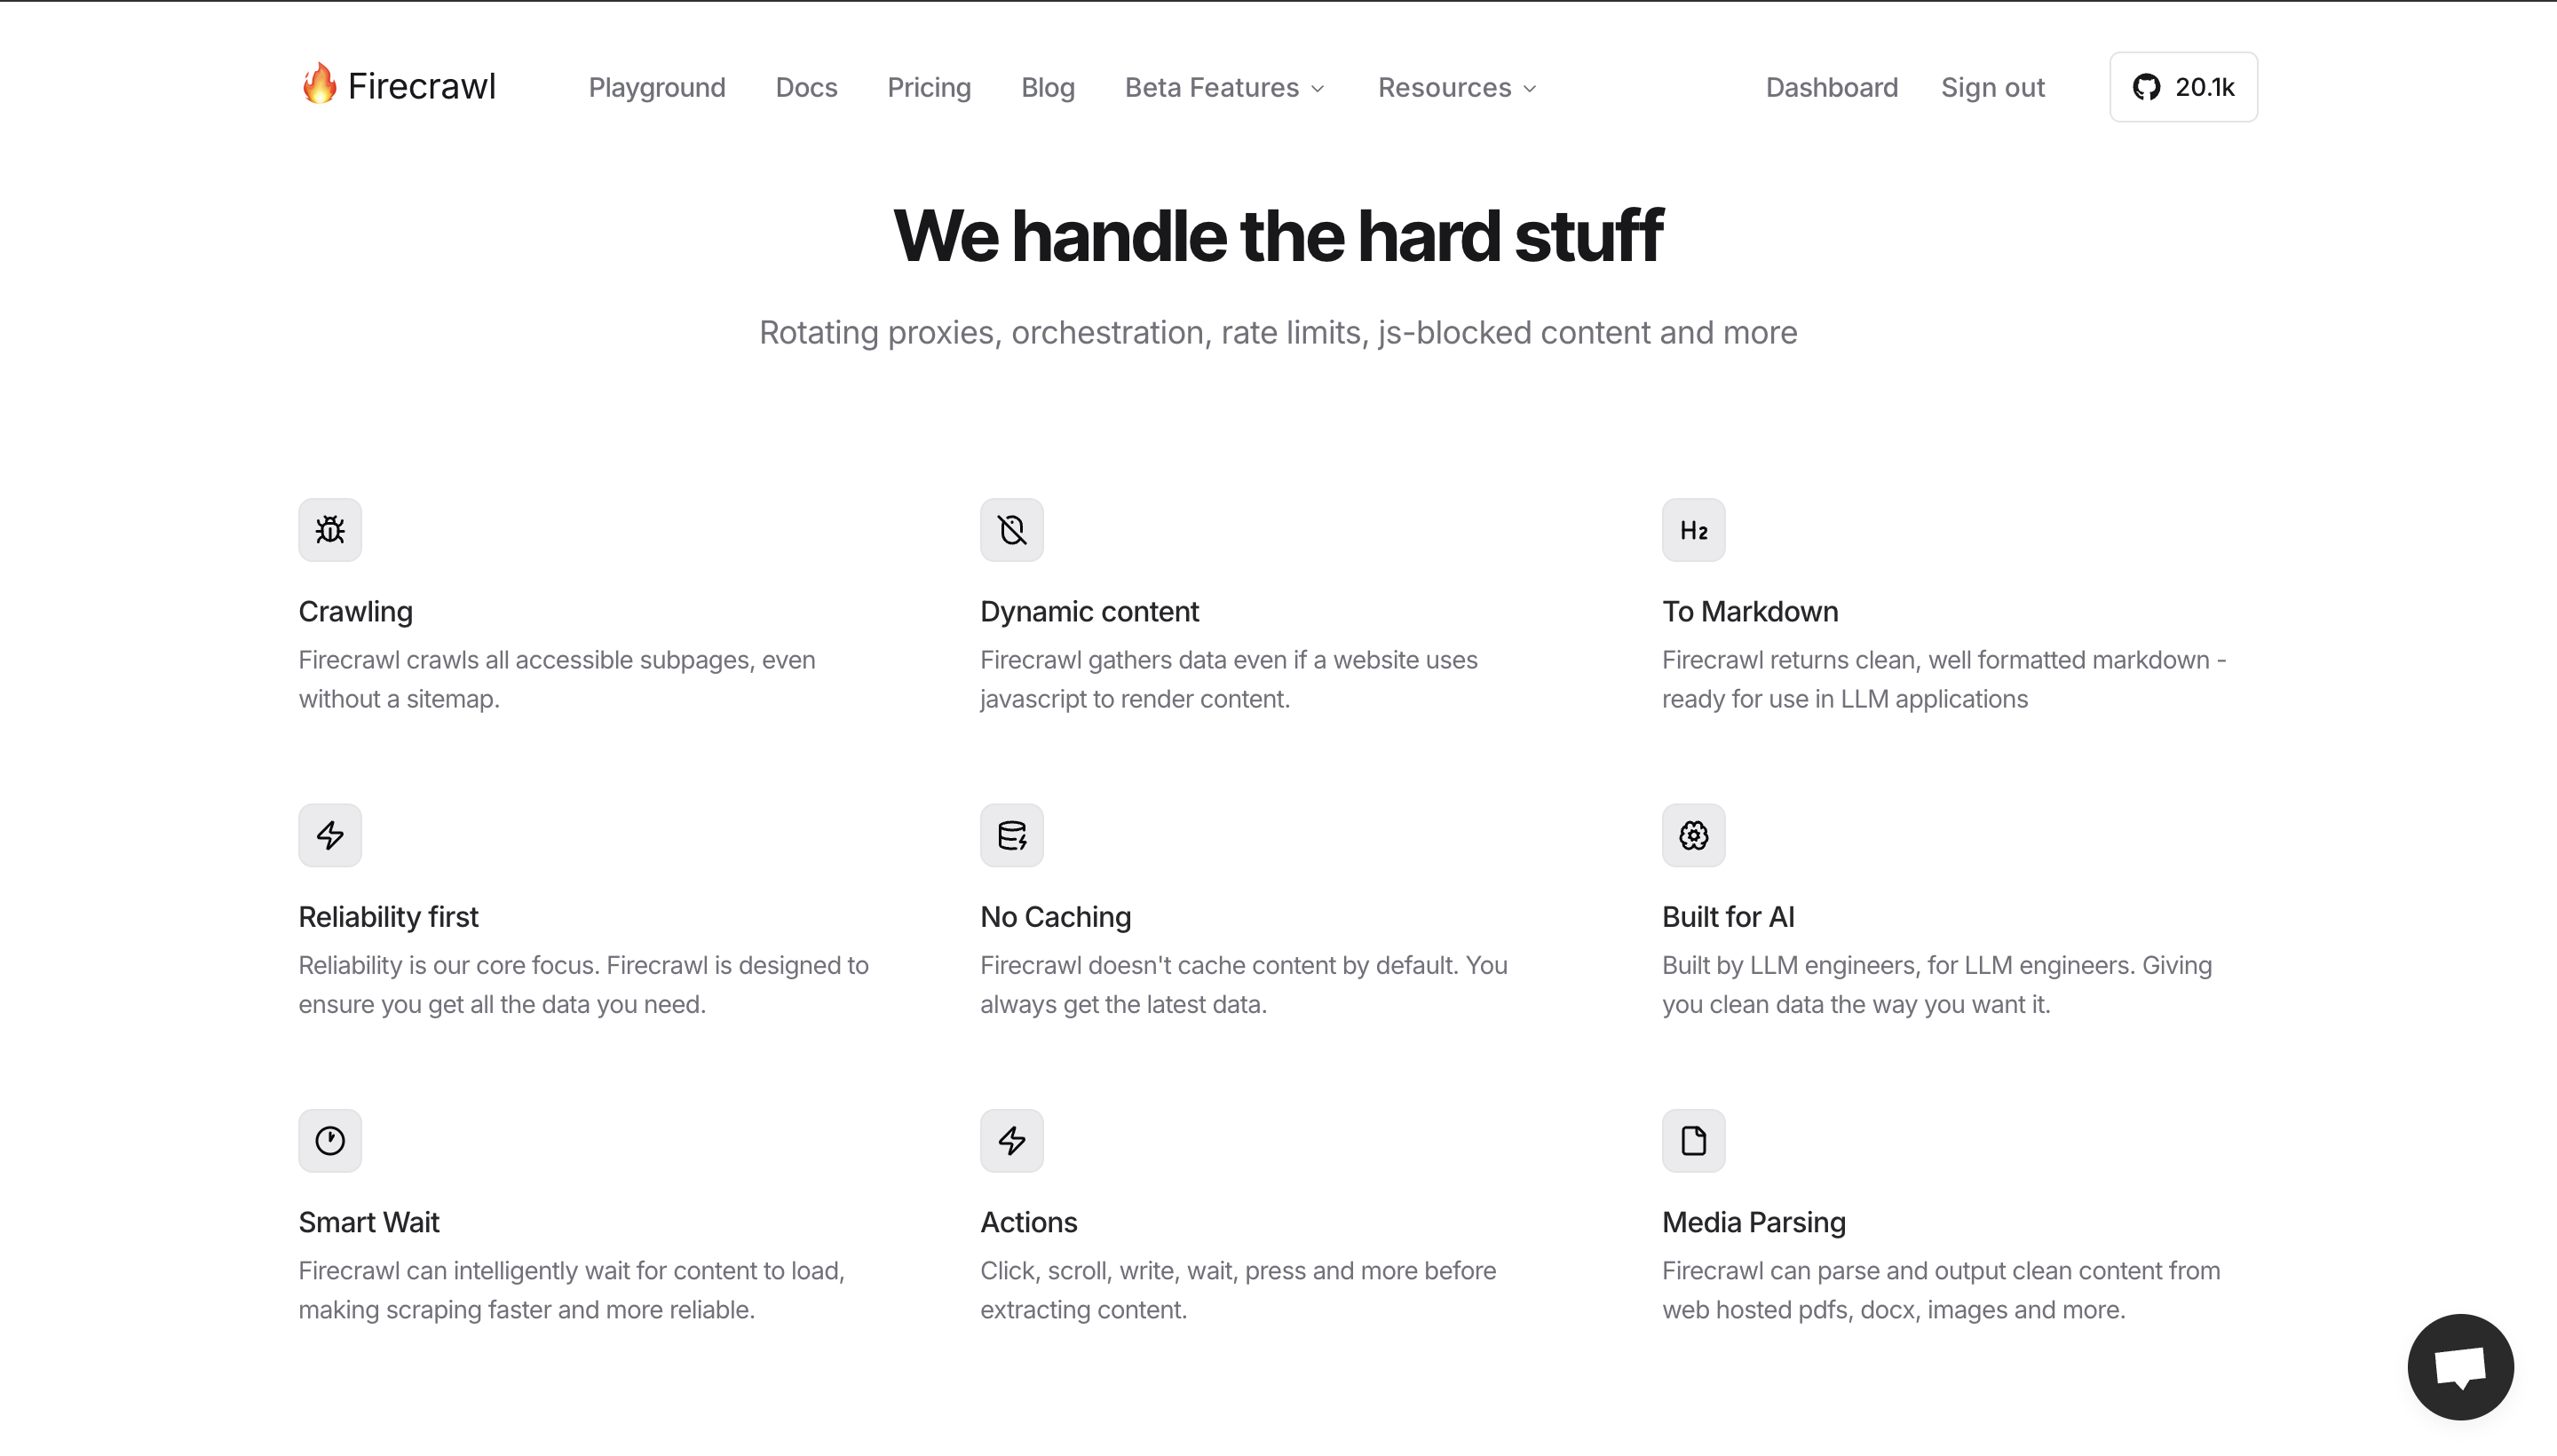 Firecrawl
Playground
Docs
Pricing
Blog
Beta Features
Resources
Dashboard
Sign out
20.1k
We handle the hard stuff
Rotating proxies, orchestration, rate limits, js-blocked content and more
Crawling
Firecrawl crawls all accessible subpages, even
without a sitemap.
Dynamic content
Firecrawl gathers data even if a website uses
javascript to render content.
H2
To Markdown
Firecrawl returns clean, well formatted markdown -
ready for use in LLM applications
Reliability first
Reliability is our core focus. Firecrawl is designed to
ensure you get all the data you need.
No Caching
Firecrawl doesn't cache content by default. You
always get the latest data.
Built for AI
Built by LLM engineers, for LLM engineers. Giving
you clean data the way you want it.
Smart Wait
Firecrawl can intelligently wait for content to load,
making scraping faster and more reliable.
Actions
Click, scroll, write, wait, press and more before
extracting content.
Media Parsing
Firecrawl can parse and output clean content from
web hosted pdfs, docx, images and more.